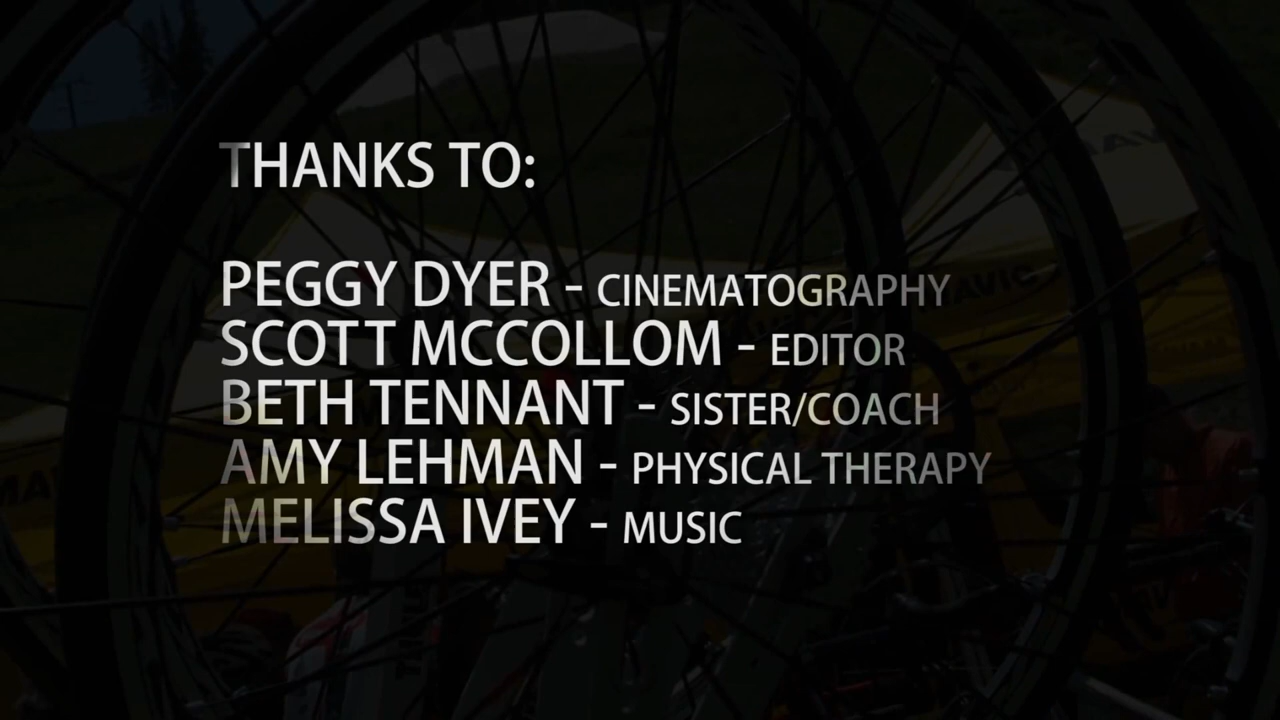 THANKS TO:
PEGGY DYER - CINEMATOGRAPHY
SCOTT MCCOLLOM - EDITOR
BETH TENNANT - SISTER/COACH
AMY LEHMAN - PHYSICAL THERAPY
MELISSA IVEY - MUSIC